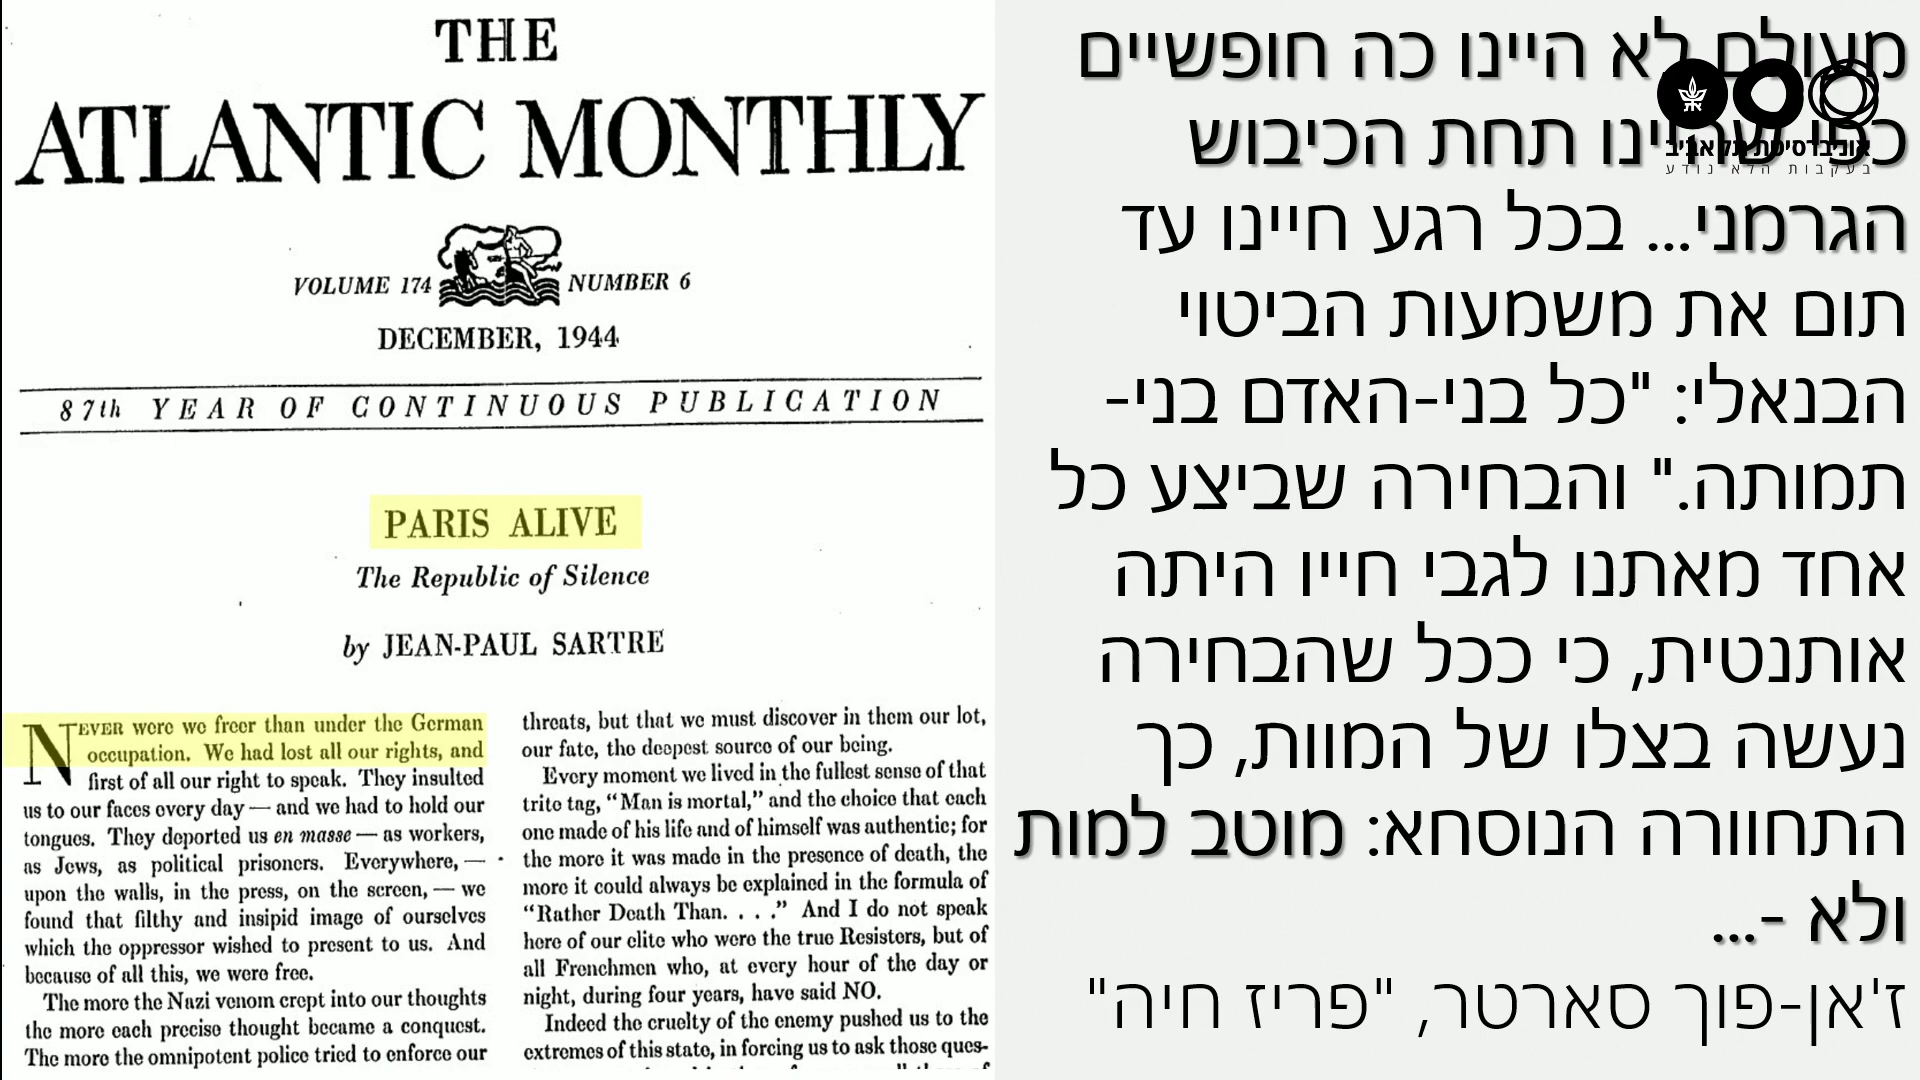 THE
ATLANTIC MONTHLY
VOLUME 174 NUMBER 6
DECEMBER, 1944
87th YEAR OF CONTINUOUS PUBLICATION
PARIS ALIVE
The Republic of Silence
by JEAN-PAUL SARTRE
NEVER were we freer than under the German
occupation. We had lost all our rights, and
first of all our right to speak. They insulted
us to our faces every day — and we had to hold our
tongues. They deported us en masse — as workers,
as Jews, as political prisoners. Everywhere, —
upon the walls, in the press, on the screen, — we
found that filthy and insipid image of ourselves
which the oppressor wished to present to us. And
because of all this, we were free.
The more the Nazi venom crept into our thoughts
the more each precise thought became a conquest.
The more the omnipotent police tried to enforce our
threats, but that we must discover in them our lot,
our fate, the deepest source of our being.
Every moment we lived in the fullest sense of that
trite tag, “Man is mortal,” and the choice that each
one made of his life and of himself was authentic; for
the more it was made in the presence of death, the
more it could always be explained in the formula of
“Rather Death Than. . . .” And I do not speak
here of our elite who were the true Resisters, but of
all Frenchmen who, at every hour of the day or
night, during four years, have said NO.
Indeed the cruelty of the enemy pushed us to the
extremes of this state, in forcing us to ask those ques-
מעולם לא היינו כה חופשיים
כפי שהיינו תחת הכיבוש
הגרמני... בכל רגע חיינו עד
תום את משמעות הביטוי
הבנאלי: "כל בני-האדם בני-
תמותה." והבחירה שביצע כל
אחד מאתנו לגבי חייו היתה
אותנטית, כי ככל שהבחירה
נעשה בצלו של המוות, כך
התחוורה הנוסחא: מוטב למות
ולא -...
ז'אן-פוך סארטר, "פריז חיה"
אוניברסיטת תל אביב
בעקבות הלא נודע